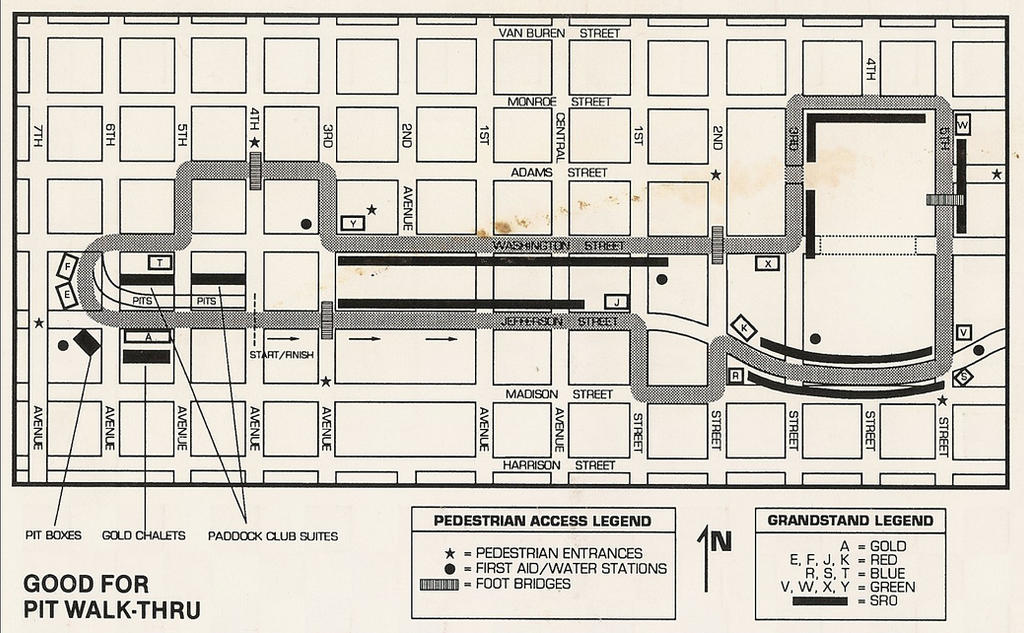 VAN BUREN STREET
MONROE STREET
ADAMS STREET
WASHINGTON STREET
JEFFERSON STREET
MADISON STREET
HARRISON STREET
7TH
6TH
5TH
4TH
3RD
2ND
1ST
CENTRAL
1ST
2ND
3RD
4TH
5TH
AVENUE
W
Y
F
E
T
PITS
PITS
X
J
A
START/FINISH
K
V
R
S
AVENUE
AVENUE
AVENUE
AVENUE
AVENUE
AVENUE
AVENUE
STREET
STREET
STREET
STREET
STREET
PIT BOXES
GOLD CHALETS
PADDOCK CLUB SUITES
GOOD FOR
PIT WALK-THRU
PEDESTRIAN ACCESS LEGEND
★ = PEDESTRIAN ENTRANCES
● = FIRST AID/WATER STATIONS
= FOOT BRIDGES
N
GRANDSTAND LEGEND
A = GOLD
E, F, J, K = RED
R, S, T = BLUE
V, W, X, Y = GREEN
= SRO